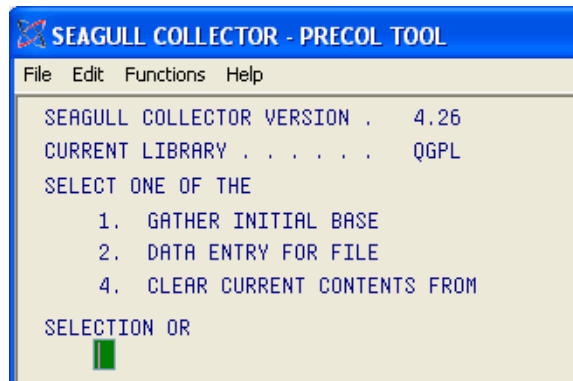 SEAGULL COLLECTOR - PRECOL TOOL
File Edit Functions Help
SEAGULL COLLECTOR VERSION . 4.26
CURRENT LIBRARY . . . . . . QGPL
SELECT ONE OF THE
1. GATHER INITIAL BASE
2. DATA ENTRY FOR FILE
4. CLEAR CURRENT CONTENTS FROM
SELECTION OR